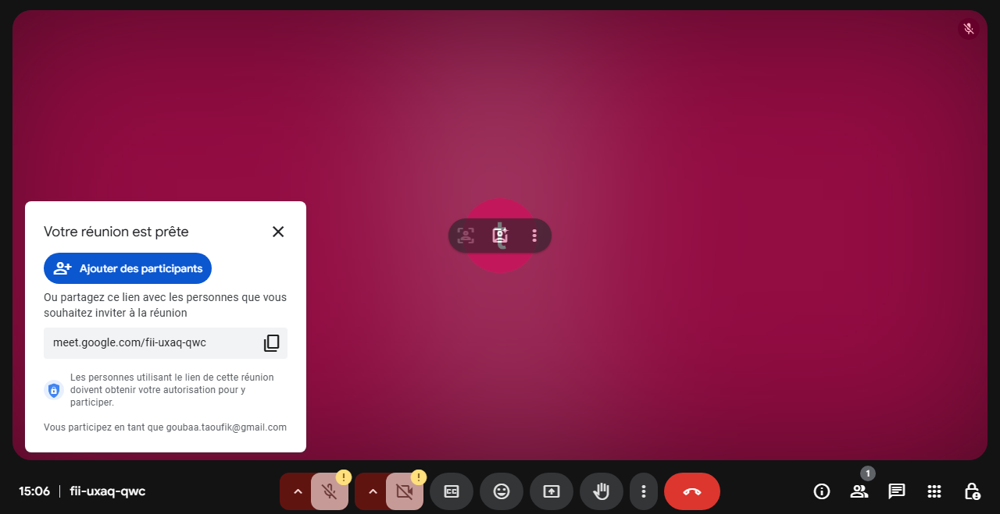 Votre réunion est prête
Ajouter des participants
Ou partagez ce lien avec les personnes que vous
souhaitez inviter à la réunion
meet.google.com/fii-uxaq-qwc
Les personnes utilisant le lien de cette réunion
doivent obtenir votre autorisation pour y
participer.
Vous participez en tant que goubaa.taoufik@gmail.com
t
15:06 | fii-uxaq-qwc
!
!
CC
1